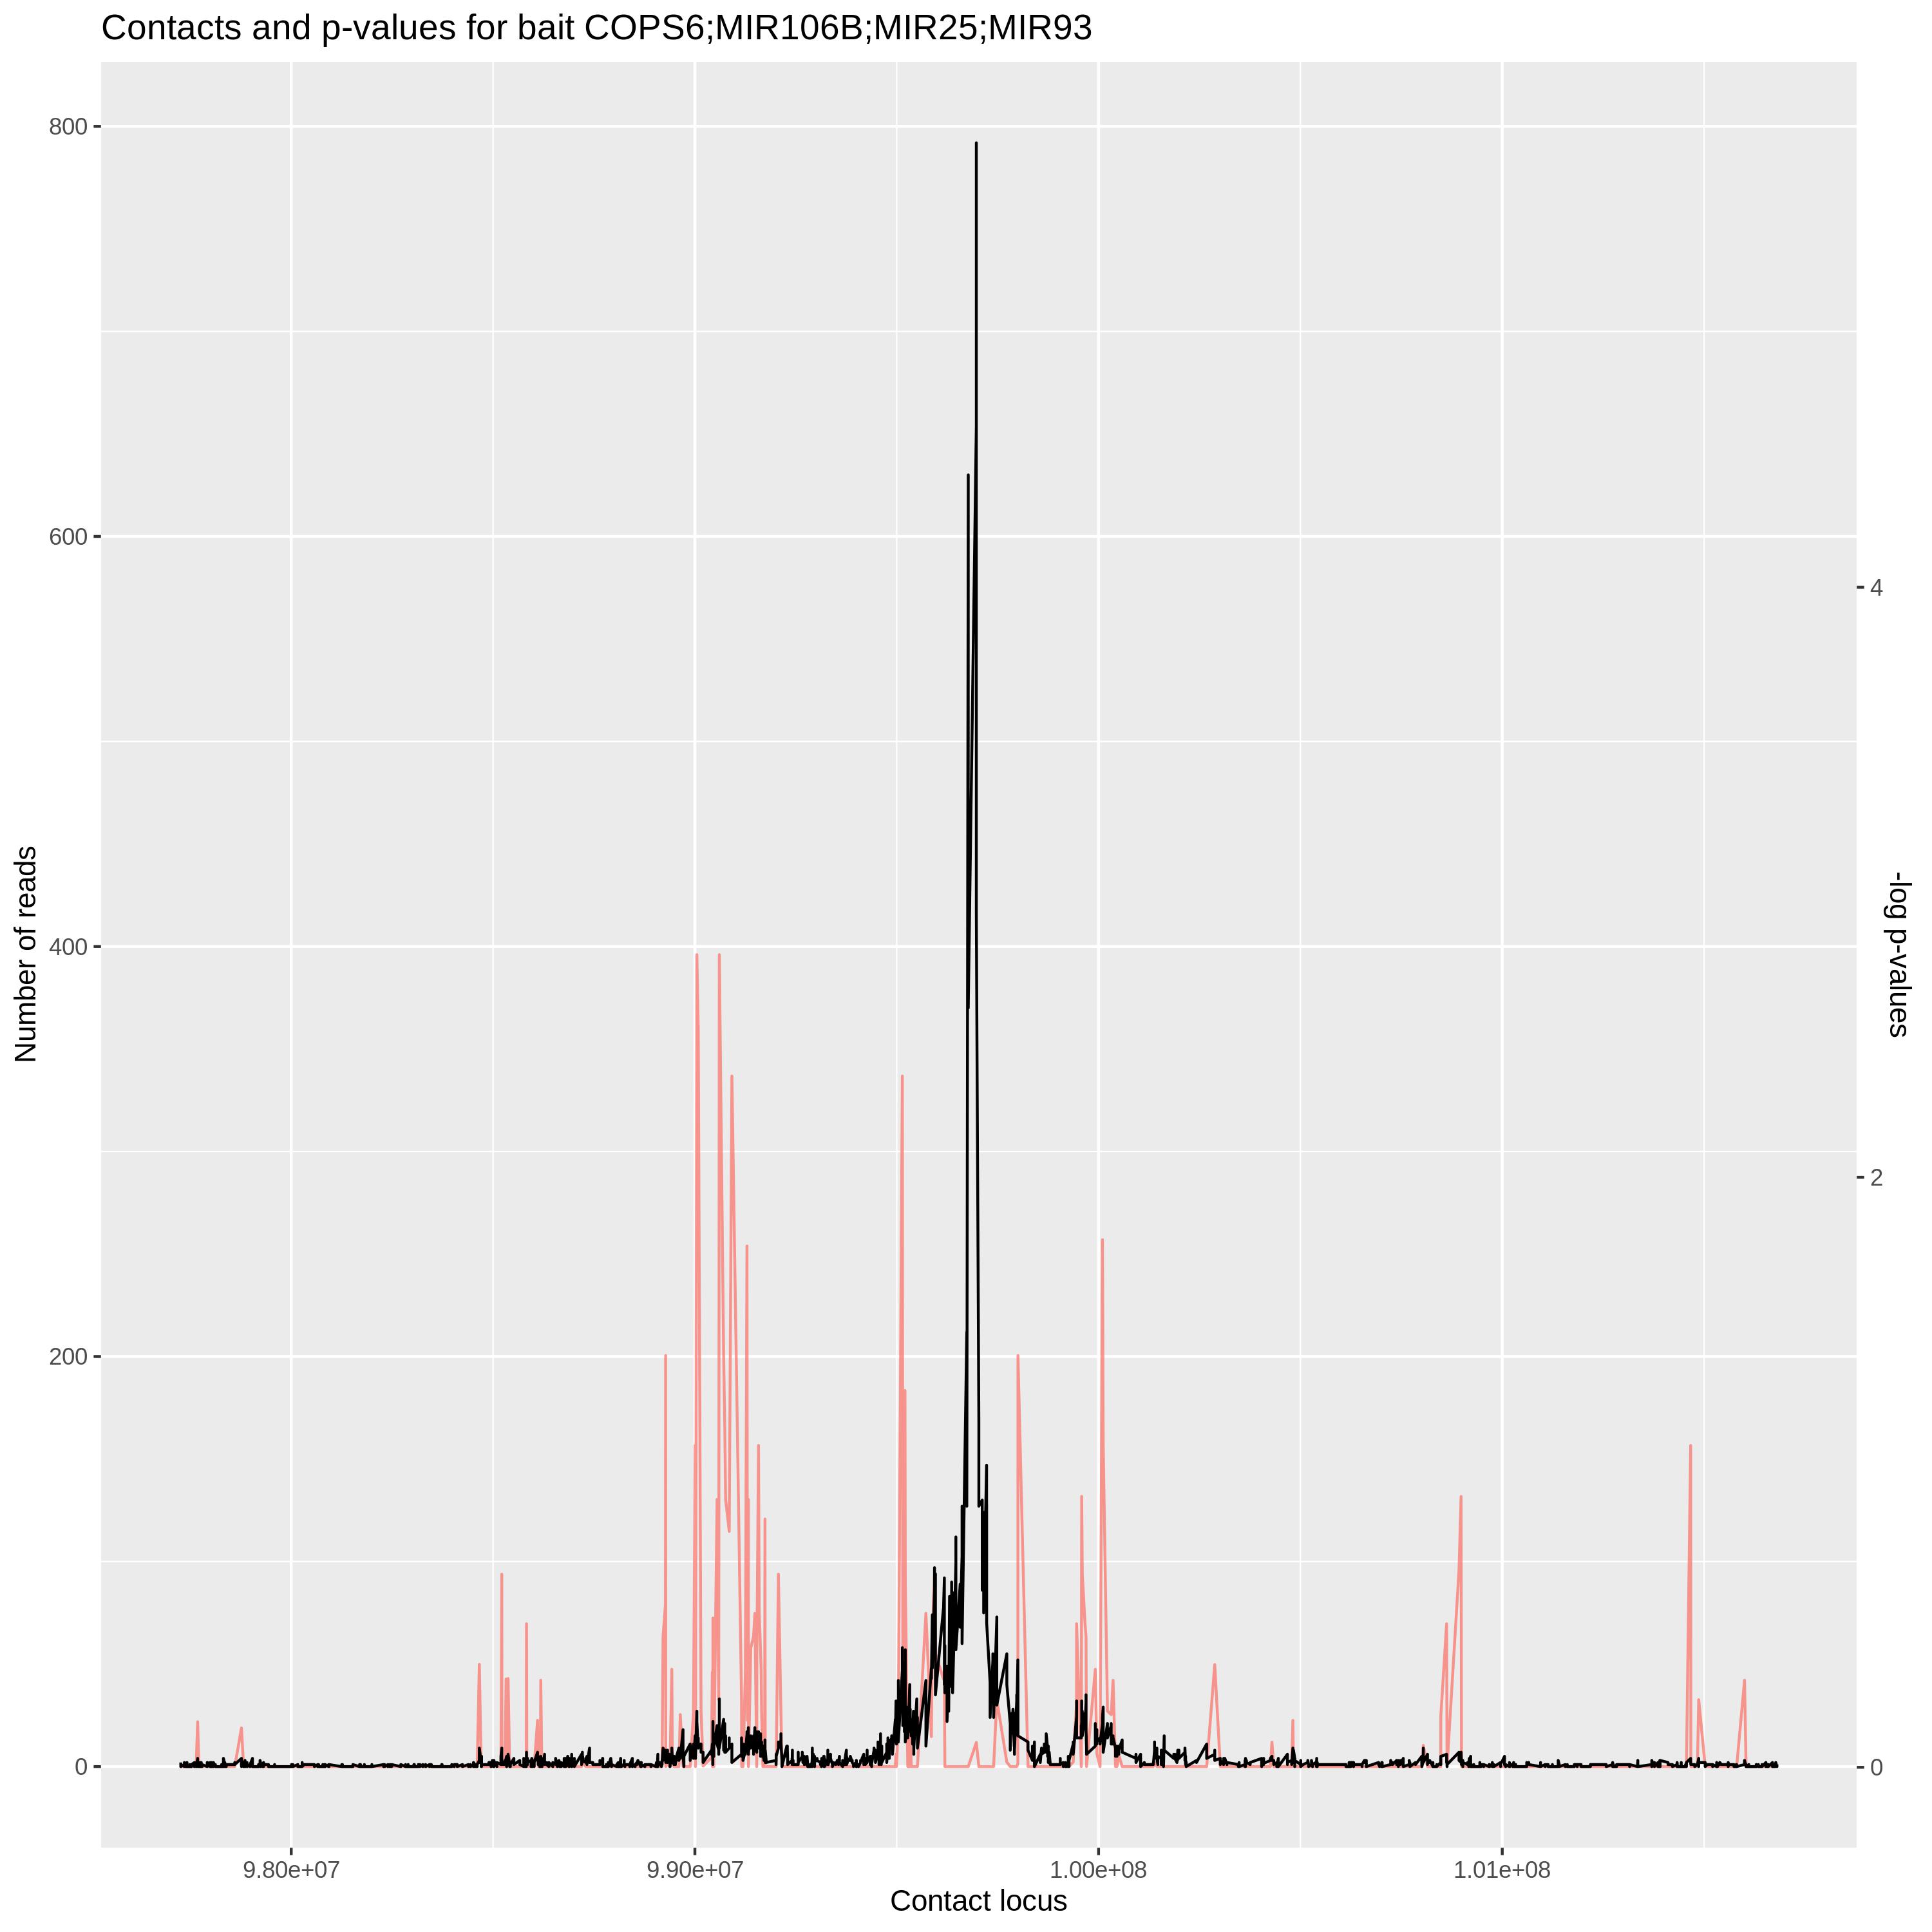 Contacts and p-values for bait COPS6;MIR106B;MIR25;MIR93
800
600
400
200
0
Number of reads
4
2
0
-log p-values
9.80e+07
9.90e+07
1.00e+08
1.01e+08
Contact locus